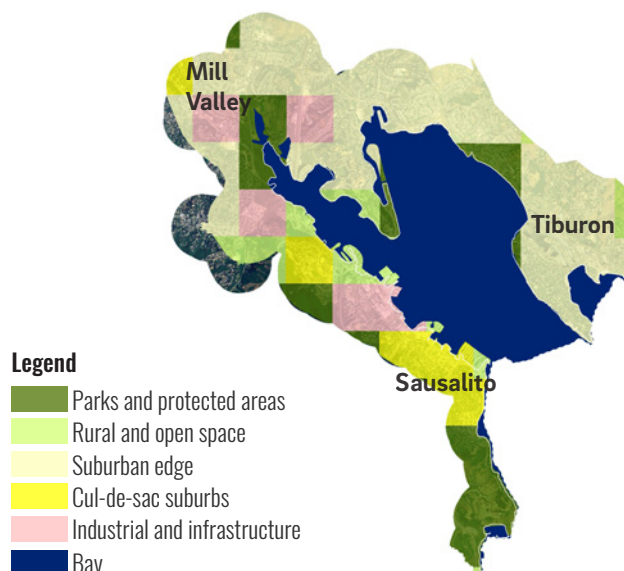 Mill
Valley
Tiburon
Sausalito
Legend
Parks and protected areas
Rural and open space
Suburban edge
Cul-de-sac suburbs
Industrial and infrastructure
Bay